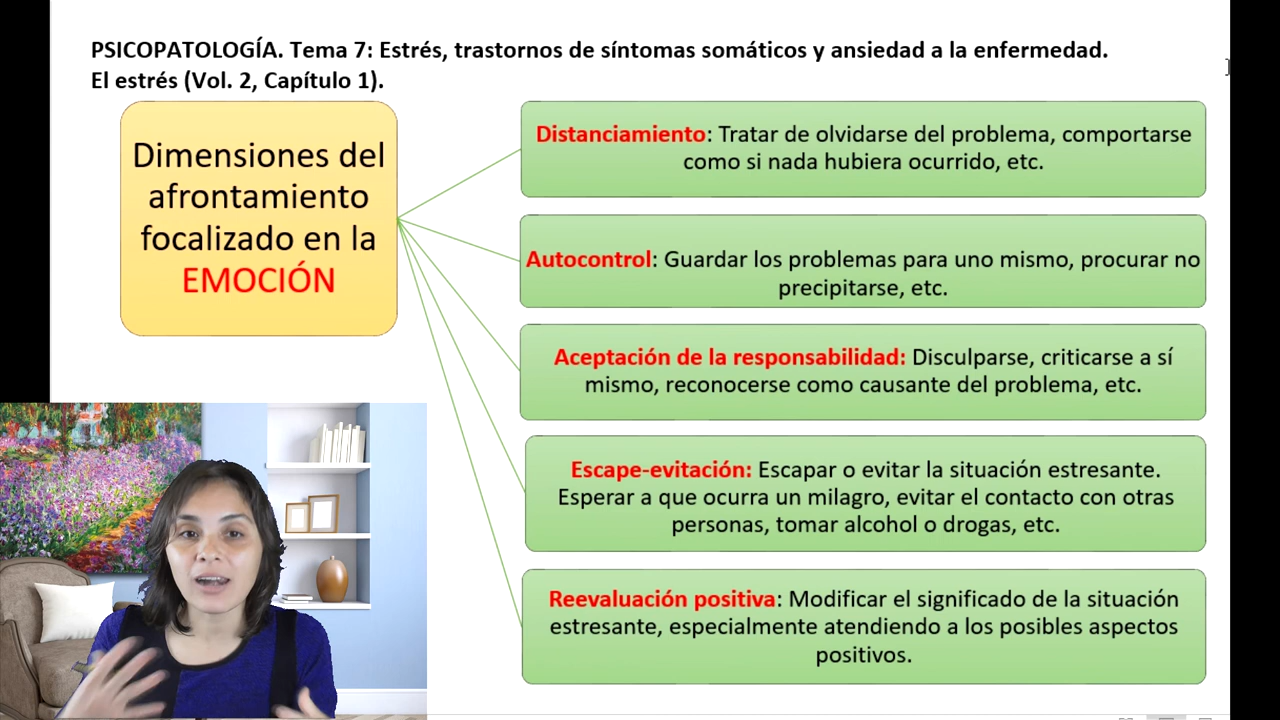 PSICOPATOLOGÍA. Tema 7: Estrés, trastornos de síntomas somáticos y ansiedad a la enfermedad.
El estrés (Vol. 2, Capítulo 1).
Dimensiones del
afrontamiento
focalizado en la
EMOCIÓN
Distanciamiento: Tratar de olvidarse del problema, comportarse
como si nada hubiera ocurrido, etc.
Autocontrol: Guardar los problemas para uno mismo, procurar no
precipitarse, etc.
Aceptación de la responsabilidad: Disculparse, criticarse a sí
mismo, reconocerse como causante del problema, etc.
Escape-evitación: Escapar o evitar la situación estresante.
Esperar a que ocurra un milagro, evitar el contacto con otras
personas, tomar alcohol o drogas, etc.
Reevaluación positiva: Modificar el significado de la situación
estresante, especialmente atendiendo a los posibles aspectos
positivos.